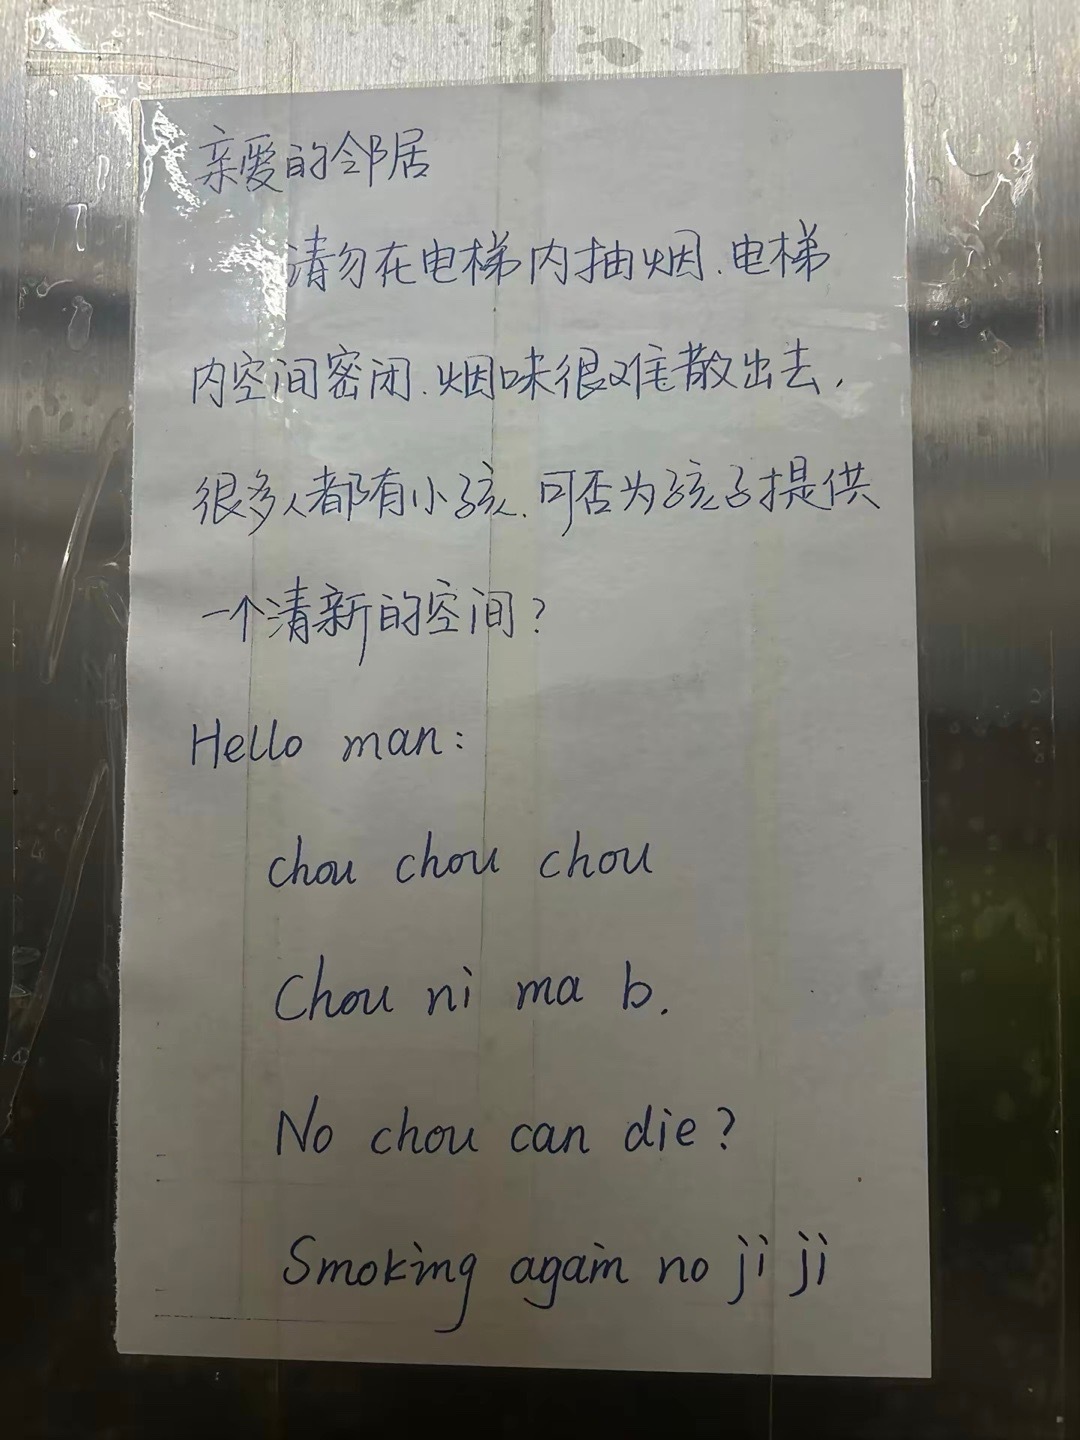 亲爱的邻居
请勿在电梯内抽烟.电梯
内空间密闭.烟味很难散出去,
很多人都有小孩.可否为孩子提供
一个清新的空间?
Hello man:
chou chou chou
Chou ni ma b.
No chou can die?
Smoking again no ji ji